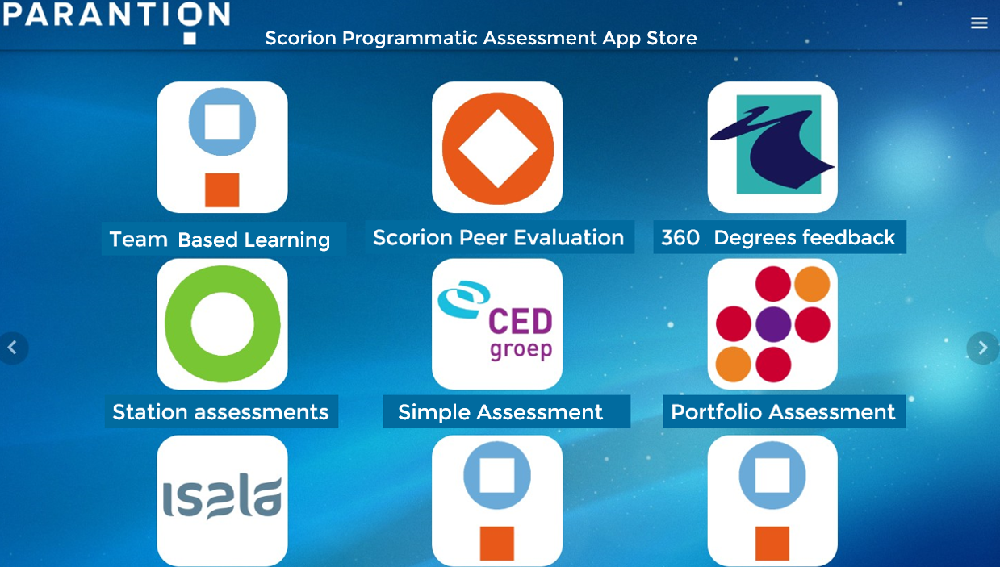 PARANTION
Scorion Programmatic Assessment App Store
Team Based Learning
Scorion Peer Evaluation
360 Degrees feedback
CED
groep
Station assessments
Simple Assessment
Portfolio Assessment
isala